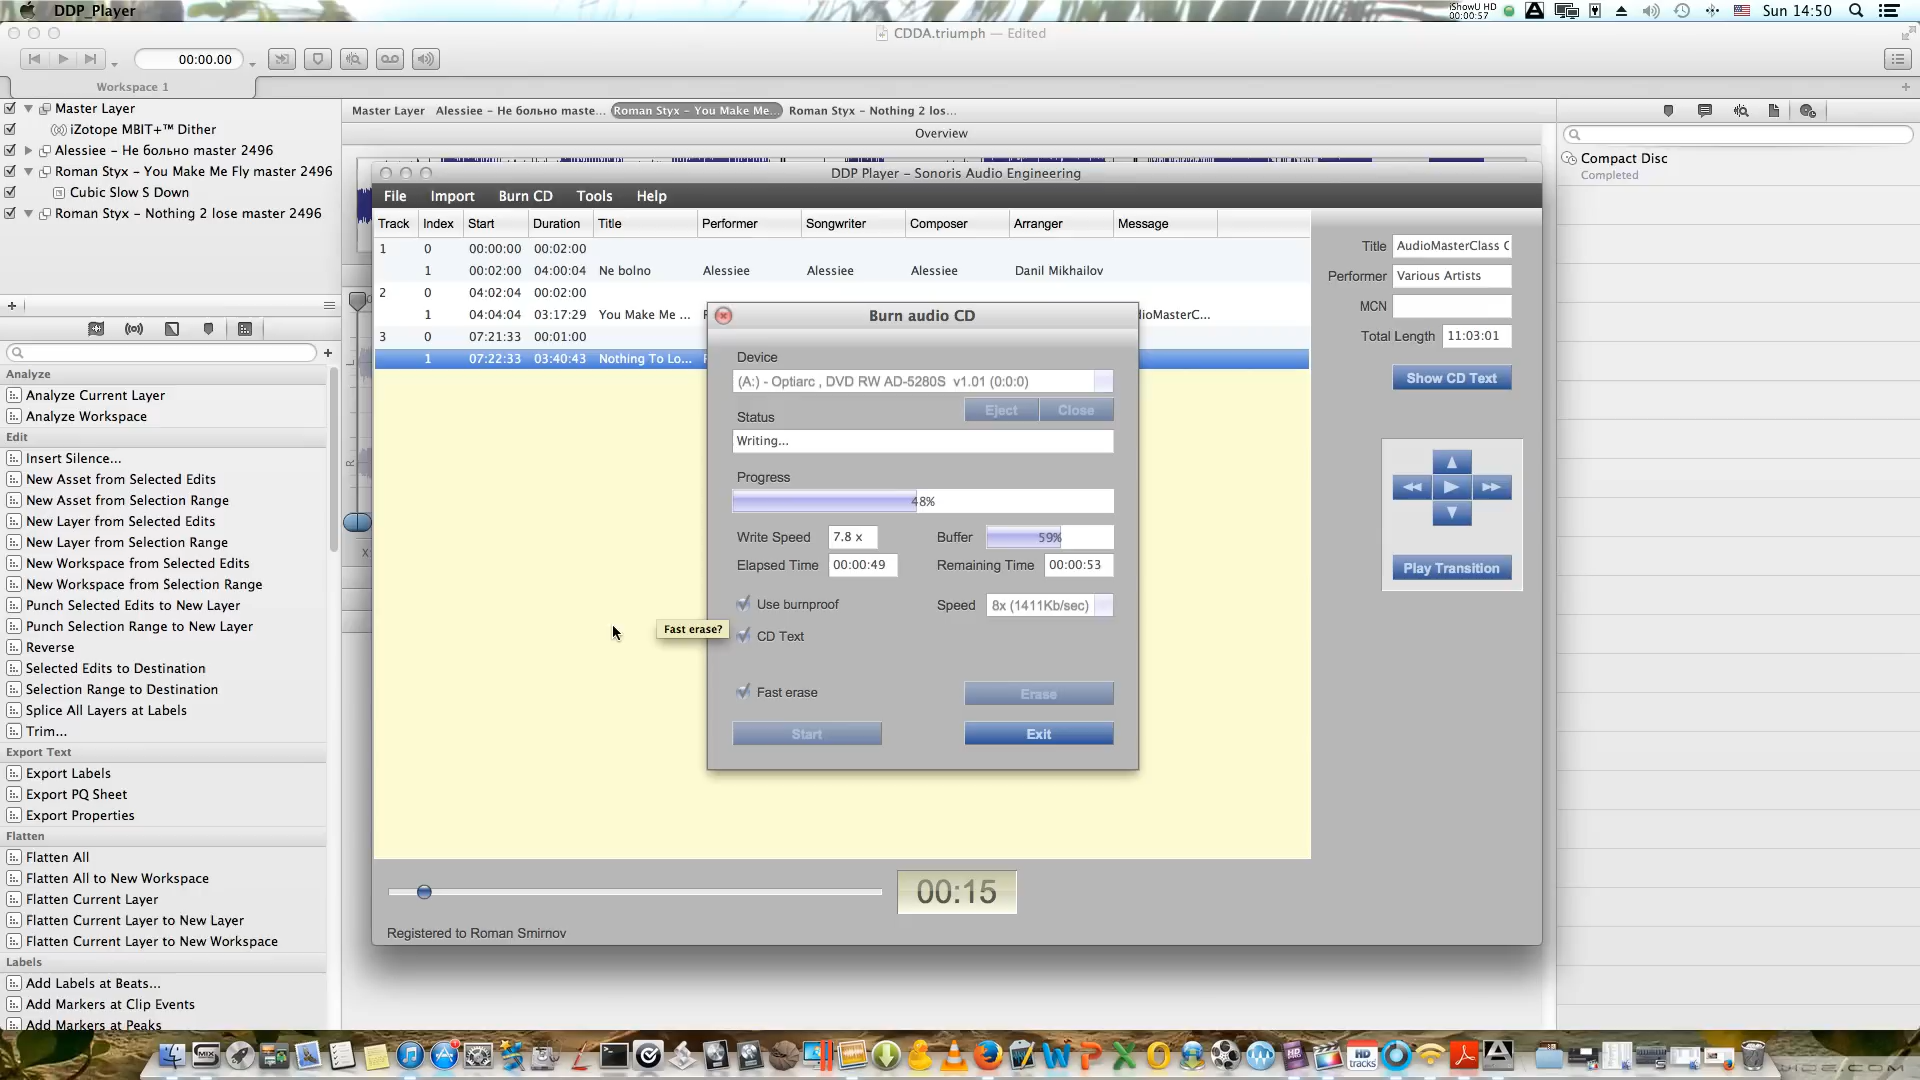 DDP_Player
iShowU HD
00:00:57
Sun 14:50
CDDA.triumph — Edited
00:00.00
Workspace 1
Master Layer
iZotope MBIT+™ Dither
Alessiee – Не больно master 2496
Roman Styx – You Make Me Fly master 2496
Cubic Slow S Down
Roman Styx – Nothing 2 lose master 2496
Master Layer Alessiee – Не больно maste... Roman Styx – You Make Me... Roman Styx – Nothing 2 los...
Overview
Compact Disc
Completed
Analyze
Analyze Current Layer
Analyze Workspace
Edit
Insert Silence...
New Asset from Selected Edits
New Asset from Selection Range
New Layer from Selected Edits
New Layer from Selection Range
New Workspace from Selected Edits
New Workspace from Selection Range
Punch Selected Edits to New Layer
Punch Selection Range to New Layer
Reverse
Selected Edits to Destination
Selection Range to Destination
Splice All Layers at Labels
Trim...
Export Text
Export Labels
Export PQ Sheet
Export Properties
Flatten
Flatten All
Flatten All to New Workspace
Flatten Current Layer
Flatten Current Layer to New Layer
Flatten Current Layer to New Workspace
Labels
Add Labels at Beats...
Add Markers at Clip Events
Add Markers at Peaks
L
R
X:
DDP Player – Sonoris Audio Engineering
File Import Burn CD Tools Help
Track Index Start Duration Title Performer Songwriter Composer Arranger Message
1 0 00:00:00 00:02:00
1 00:02:00 04:00:04 Ne bolno Alessiee Alessiee Alessiee Danil Mikhailov
2 0 04:02:04 00:02:00
1 04:04:04 03:17:29 You Make Me ...
3 0 07:21:33 00:01:00
1 07:22:33 03:40:43 Nothing To Lo...
Title AudioMasterClass C
Performer Various Artists
MCN
Total Length 11:03:01
Show CD Text
Play Transition
Burn audio CD
Device
(A:) - Optiarc , DVD RW AD-5280S v1.01 (0:0:0)
Eject Close
Status
Writing...
Progress
48%
Write Speed 7.8 x Buffer 59%
Elapsed Time 00:00:49 Remaining Time 00:00:53
Use burnproof Speed 8x (1411Kb/sec)
CD Text
Fast erase?
Fast erase Erase
Start Exit
00:15
Registered to Roman Smirnov
HD
tracks